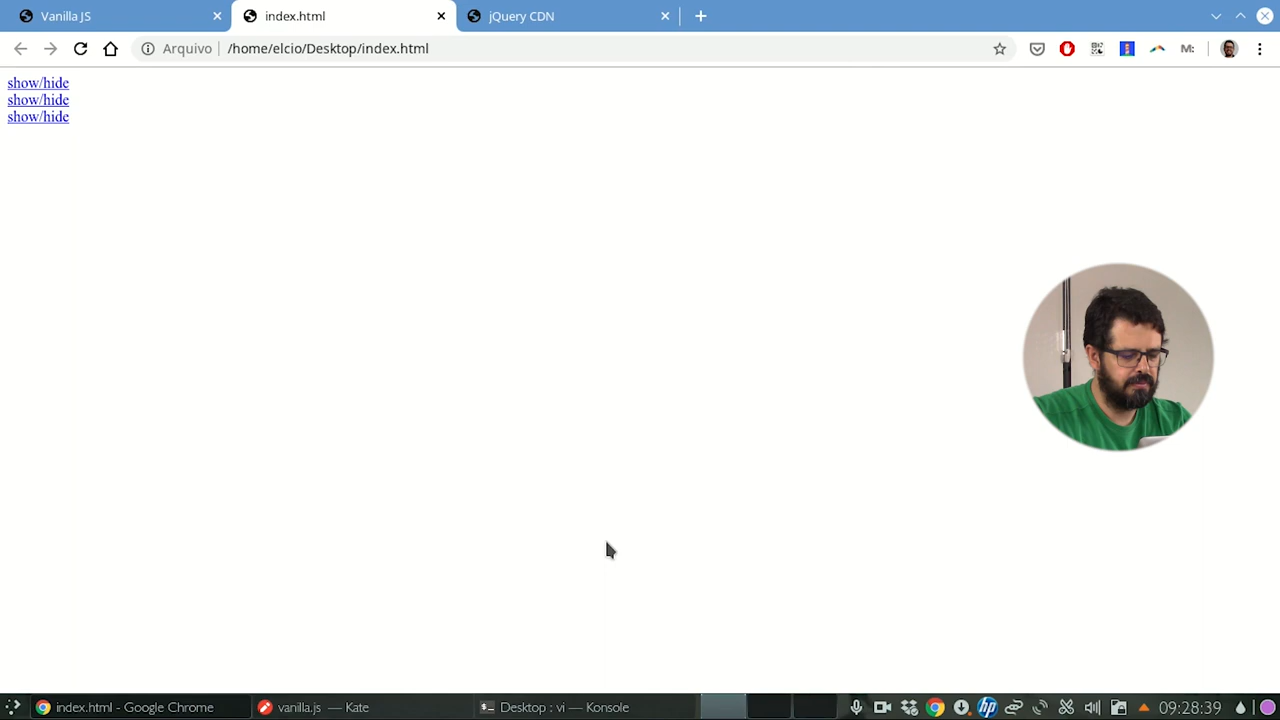 Vanilla JS
index.html
jQuery CDN
Arquivo
/home/elcio/Desktop/index.html
M:
show/hide
show/hide
show/hide
index.html - Google Chrome
vanilla.js — Kate
Desktop : vi — Konsole
hp
09:28:39